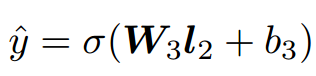 ŷ = σ(W₃l₂ + b₃)